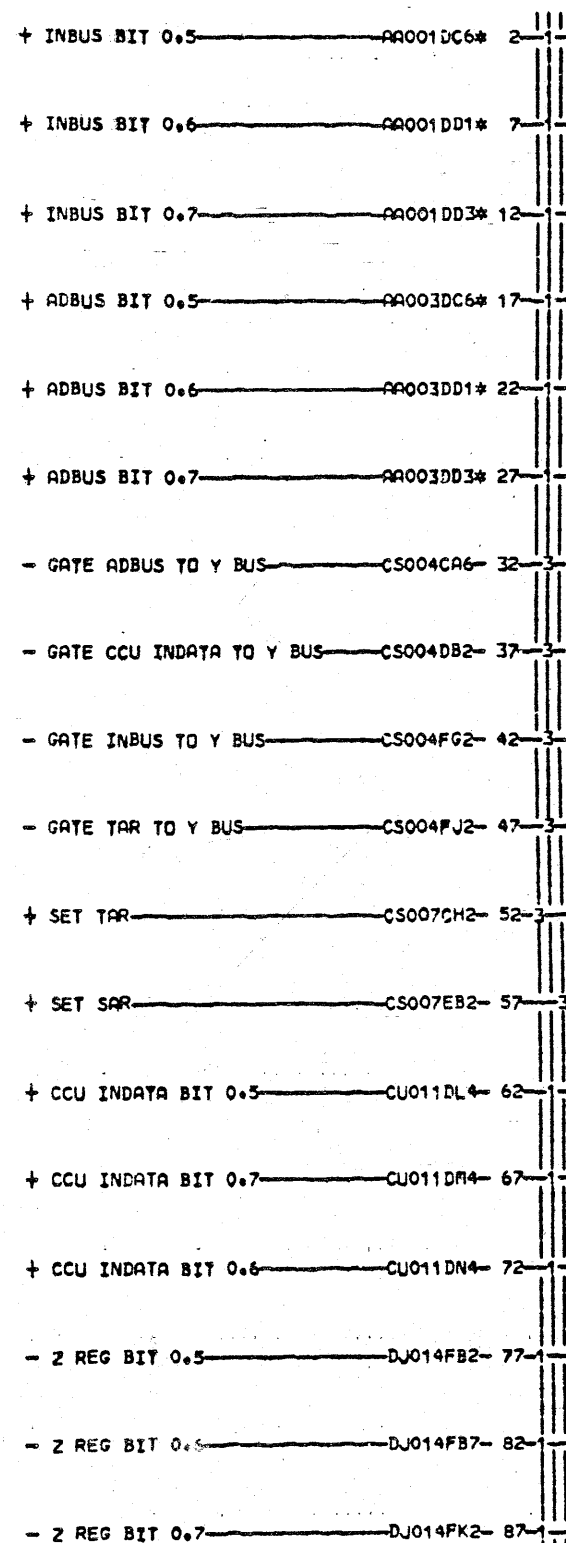 + INBUS BIT 0.5 AA001DC6* 2 1
+ INBUS BIT 0.6 AA001DD1* 7 1
+ INBUS BIT 0.7 AA001DD3* 12 1
+ ADBUS BIT 0.5 AA003DC6* 17 1
+ ADBUS BIT 0.6 AA003DD1* 22 1
+ ADBUS BIT 0.7 AA003DD3* 27 1
- GATE ADBUS TO Y BUS CS004CA6- 32 3
- GATE CCU INDATA TO Y BUS CS004DB2- 37 3
- GATE INBUS TO Y BUS CS004FG2- 42 3
- GATE TAR TO Y BUS CS004FJ2- 47 3
+ SET TAR CS007CH2- 52 3
+ SET SAR CS007EB2- 57 3
+ CCU INDATA BIT 0.5 CU011DL4- 62 1
+ CCU INDATA BIT 0.7 CU011DM4- 67 1
+ CCU INDATA BIT 0.6 CU011DN4- 72 1
- Z REG BIT 0.5 DJ014FB2- 77 1
- Z REG BIT DJ014FB7- 82 1
- Z REG BIT 0.7 DJ014FK2- 87 1